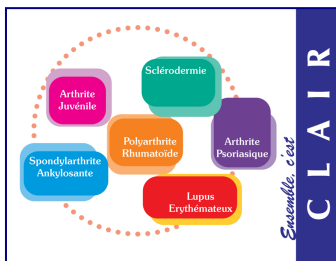 Sclérodermie
Arthrite
Juvénile
Polyarthrite
Rhumatoïde
Arthrite
Psoriasique
Spondylarthrite
Ankylosante
Lupus
Erythémateux
Ensemble, c'est
CLAIR